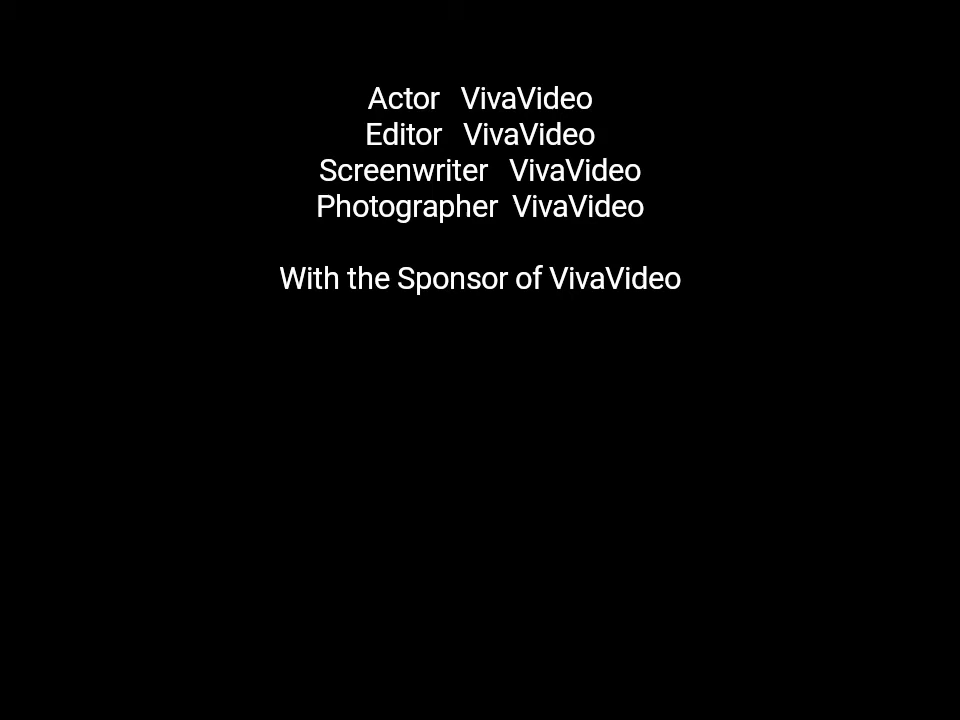 Actor VivaVideo
Editor VivaVideo
Screenwriter VivaVideo
Photographer VivaVideo
With the Sponsor of VivaVideo